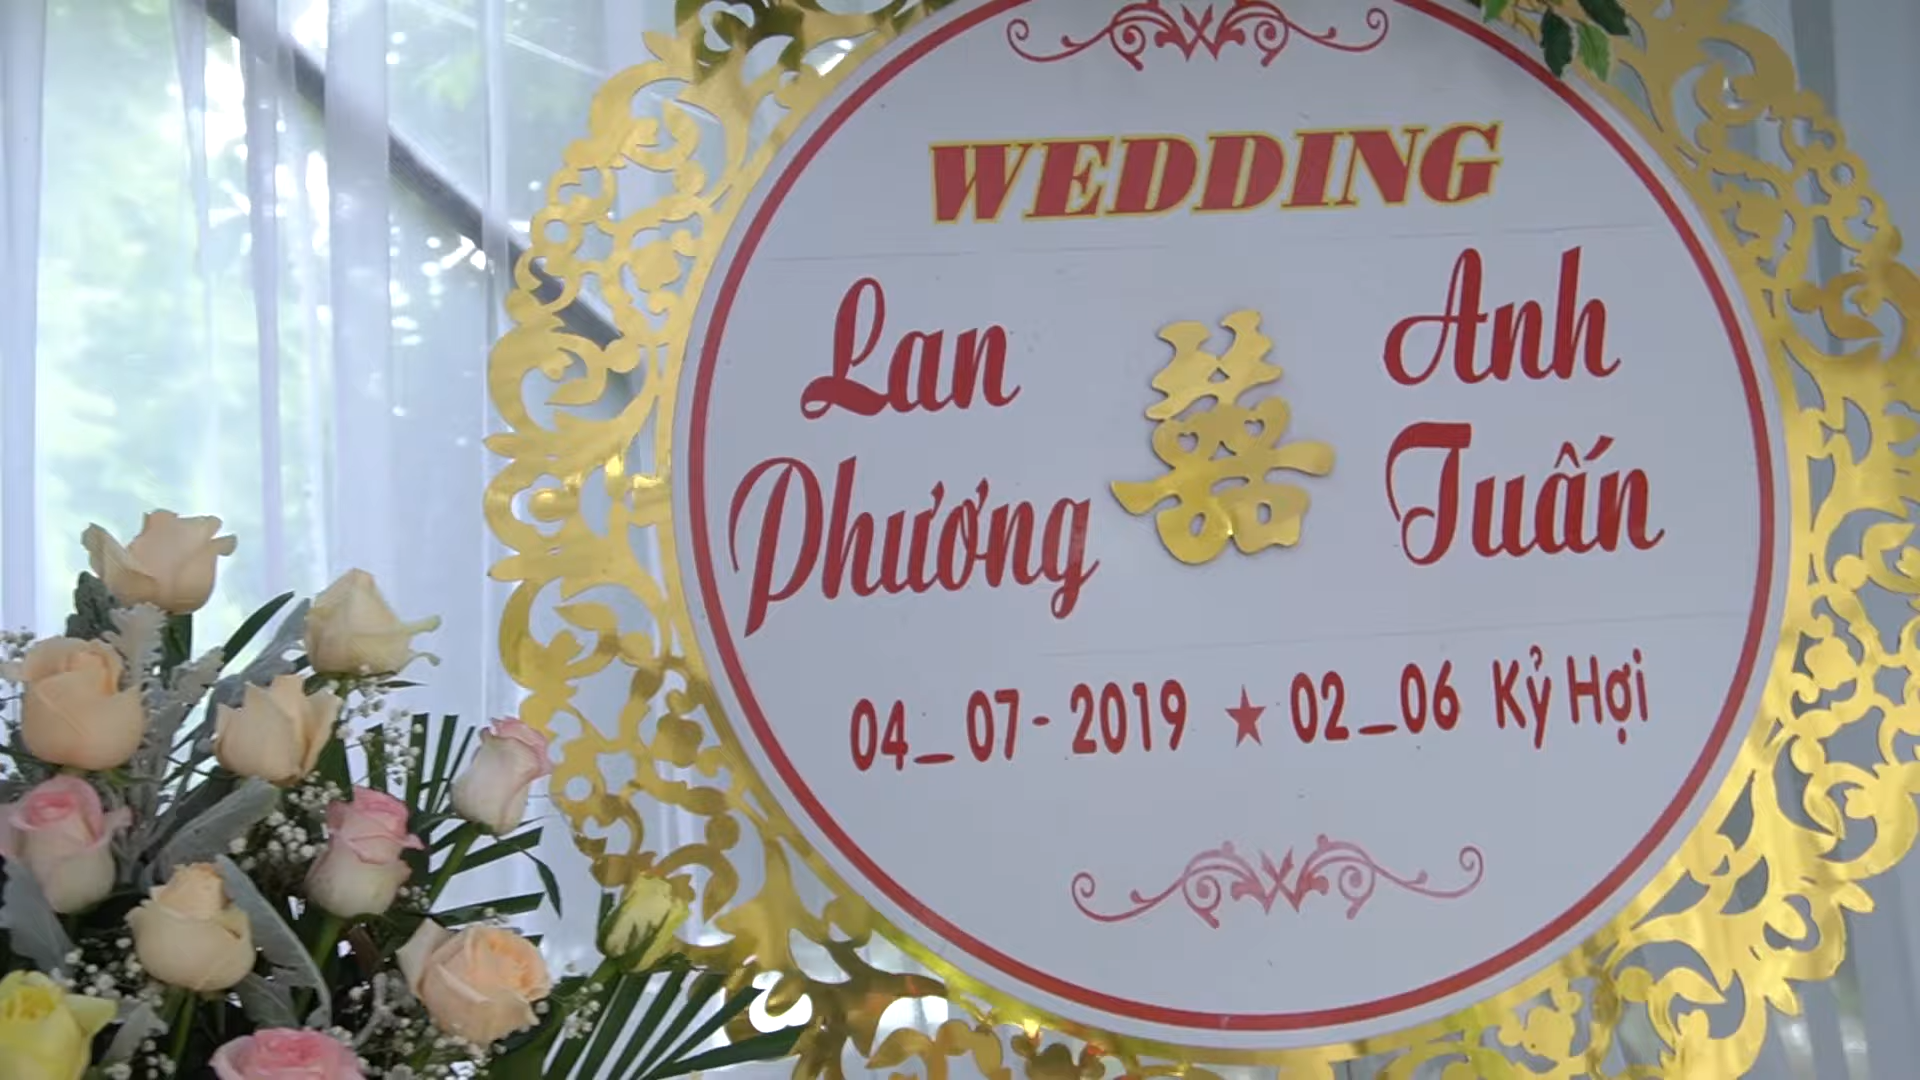 WEDDING
Lan Phương 囍 Anh Tuấn
04_07-2019 ★ 02_06 Kỷ Hợi